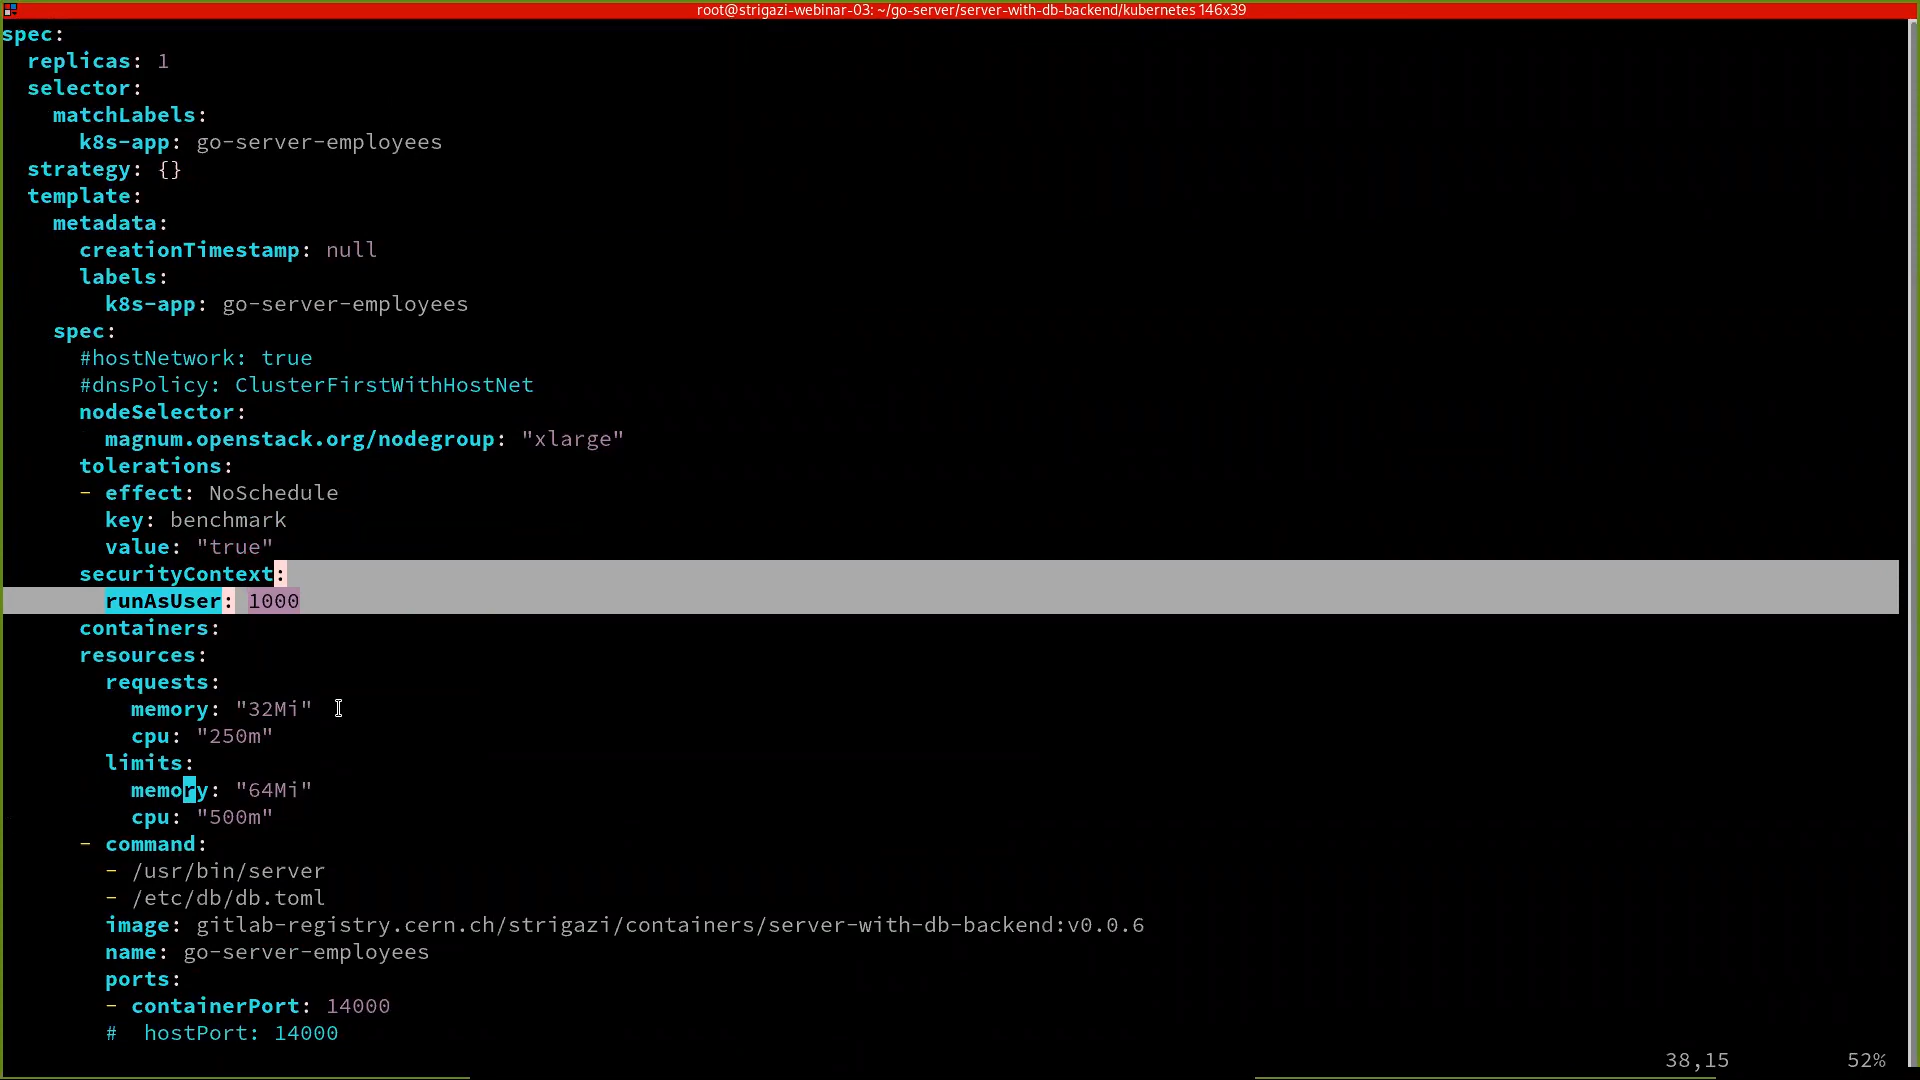 root@strigazi-webinar-03: ~/go-server/server-with-db-backend/kubernetes 146x39
spec:
  replicas: 1
  selector:
    matchLabels:
      k8s-app: go-server-employees
  strategy: {}
  template:
    metadata:
      creationTimestamp: null
      labels:
        k8s-app: go-server-employees
    spec:
      #hostNetwork: true
      #dnsPolicy: ClusterFirstWithHostNet
      nodeSelector:
        magnum.openstack.org/nodegroup: "xlarge"
      tolerations:
      - effect: NoSchedule
        key: benchmark
        value: "true"
      securityContext:
        runAsUser: 1000
      containers:
      resources:
        requests:
          memory: "32Mi"
          cpu: "250m"
        limits:
          memory: "64Mi"
          cpu: "500m"
      - command:
        - /usr/bin/server
        - /etc/db/db.toml
        image: gitlab-registry.cern.ch/strigazi/containers/server-with-db-backend:v0.0.6
        name: go-server-employees
        ports:
        - containerPort: 14000
        #  hostPort: 14000
38,15 52%